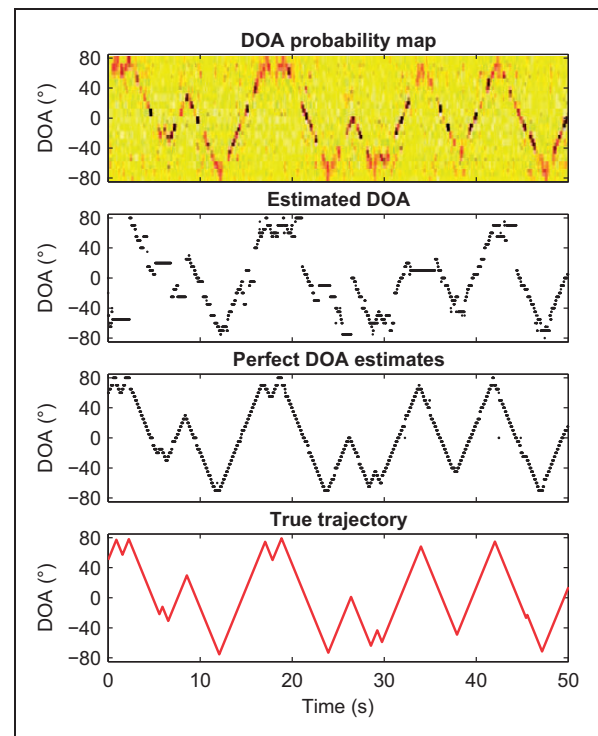 DOA probability map
80
40
0
−40
−80
DOA (°)
Estimated DOA
80
40
0
−40
−80
DOA (°)
Perfect DOA estimates
80
40
0
−40
−80
DOA (°)
True trajectory
80
40
0
−40
−80
DOA (°)
0 10 20 30 40 50
Time (s)